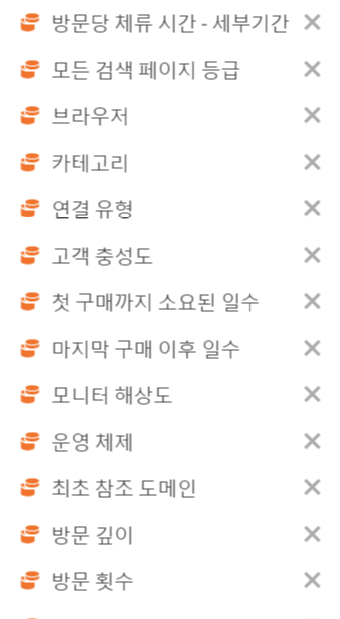 방문당 체류 시간 - 세부기간
모든 검색 페이지 등급
브라우저
카테고리
연결 유형
고객 충성도
첫 구매까지 소요된 일수
마지막 구매 이후 일수
모니터 해상도
운영 체제
최초 참조 도메인
방문 깊이
방문 횟수